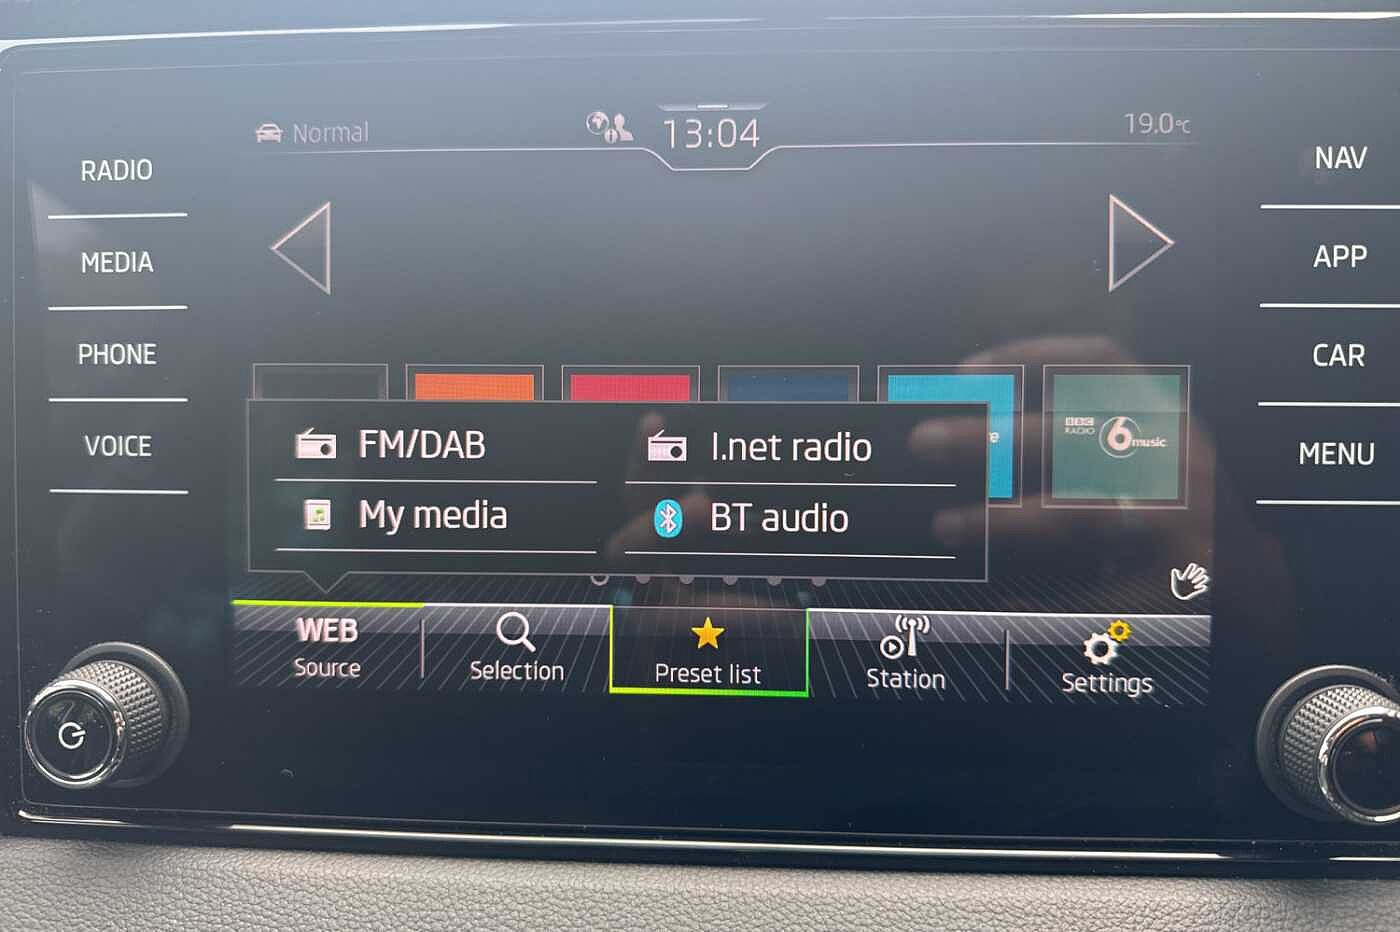 Normal
13:04
19.0°C
RADIO
MEDIA
PHONE
VOICE
NAV
APP
CAR
MENU
BBC
RADIO
6 music
FM/DAB
I.net radio
My media
BT audio
WEB
Source
Selection
Preset list
Station
Settings